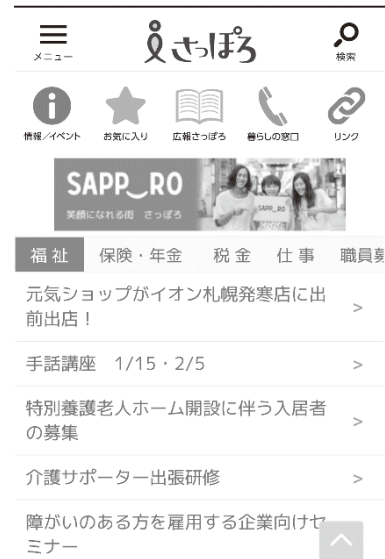 さっぽろ
メニュー
検索
情報/イベント
お気に入り
広報さっぽろ
暮らしの窓口
リンク
SAPP_RO
笑顔になれる街 さっぽろ
SAPP_RO
福祉 保険・年金 税金 仕事 職員募
元気ショップがイオン札幌発寒店に出
前出店！
手話講座 1/15・2/5
特別養護老人ホーム開設に伴う入居者
の募集
介護サポーター出張研修
障がいのある方を雇用する企業向けセ
ミナー